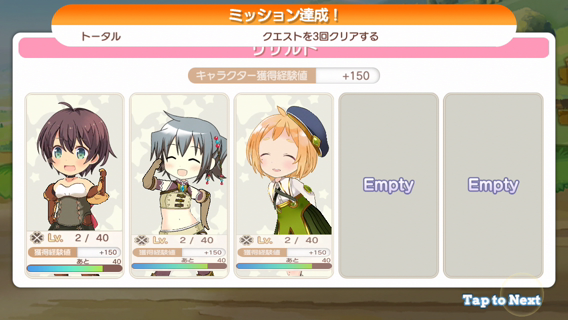 ミッション達成！
トータル クエストを3回クリアする
リザルト
キャラクター獲得経験値 +150
Empty Empty
Lv. 2 / 40 Lv. 2 / 40 Lv. 2 / 40
獲得経験値 +150 獲得経験値 +150 獲得経験値 +150
あと 40 あと 40 あと 40
Tap to Next